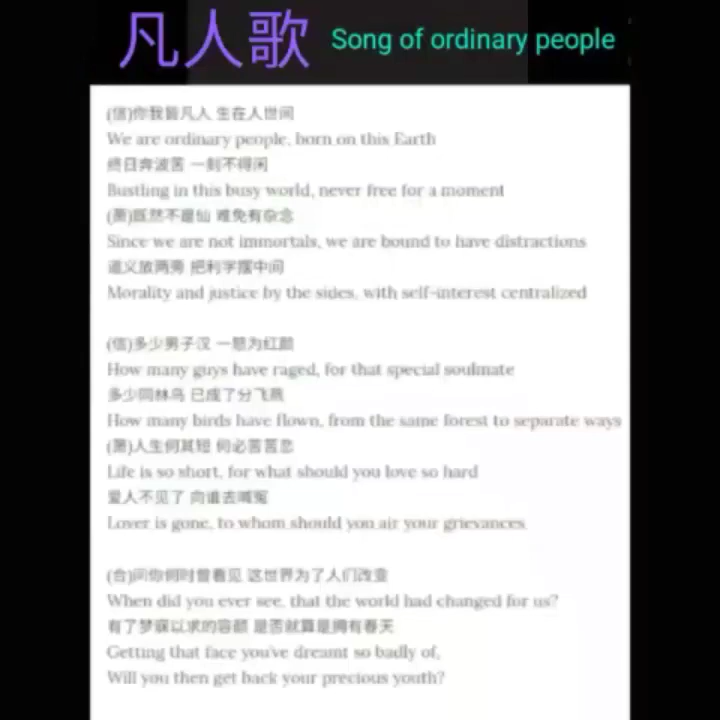 凡人歌 Song of ordinary people
(信)你我皆凡人 生在人世间
We are ordinary people, born on this Earth
终日奔波苦 一刻不得闲
Bustling in this busy world, never free for a moment
(萧)既然不是仙 难免有杂念
Since we are not immortals, we are bound to have distractions
道义放两旁 把利字摆中间
Morality and justice by the sides, with self-interest centralized
(信)多少男子汉 一怒为红颜
How many guys have raged, for that special soulmate
多少同林鸟 已成了分飞燕
How many birds have flown, from the same forest to separate ways
(萧)人生何其短 何必苦苦恋
Life is so short, for what should you love so hard
爱人不见了 向谁去喊冤
Lover is gone, to whom should you air your grievances
(合)问你何时曾看见 这世界为了人们改变
When did you ever see, that the world had changed for us?
有了梦寐以求的容颜 是否就算是拥有春天
Getting that face you've dreamt so badly of,
Will you then get back your precious youth?